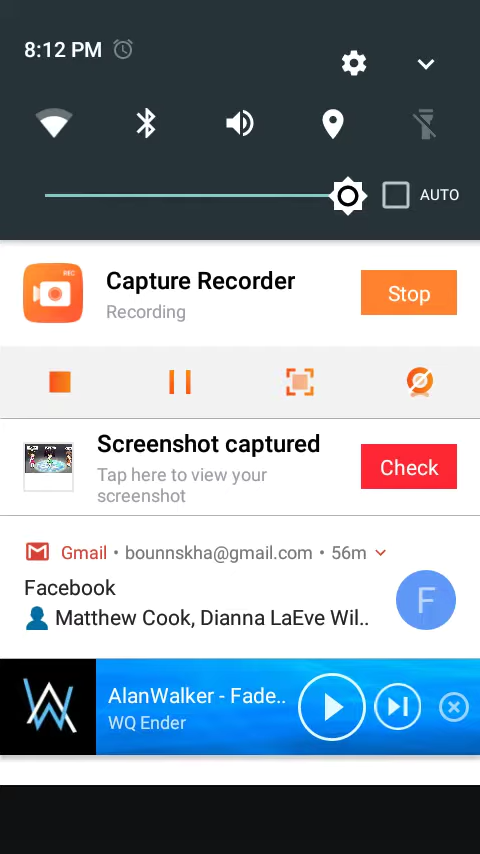 8:12 PM
AUTO
REC
Capture Recorder
Recording
Stop
Screenshot captured
Tap here to view your
screenshot
Check
Gmail • bounnskha@gmail.com • 56m
Facebook
Matthew Cook, Dianna LaEve Wil..
F
AlanWalker - Fade..
WQ Ender